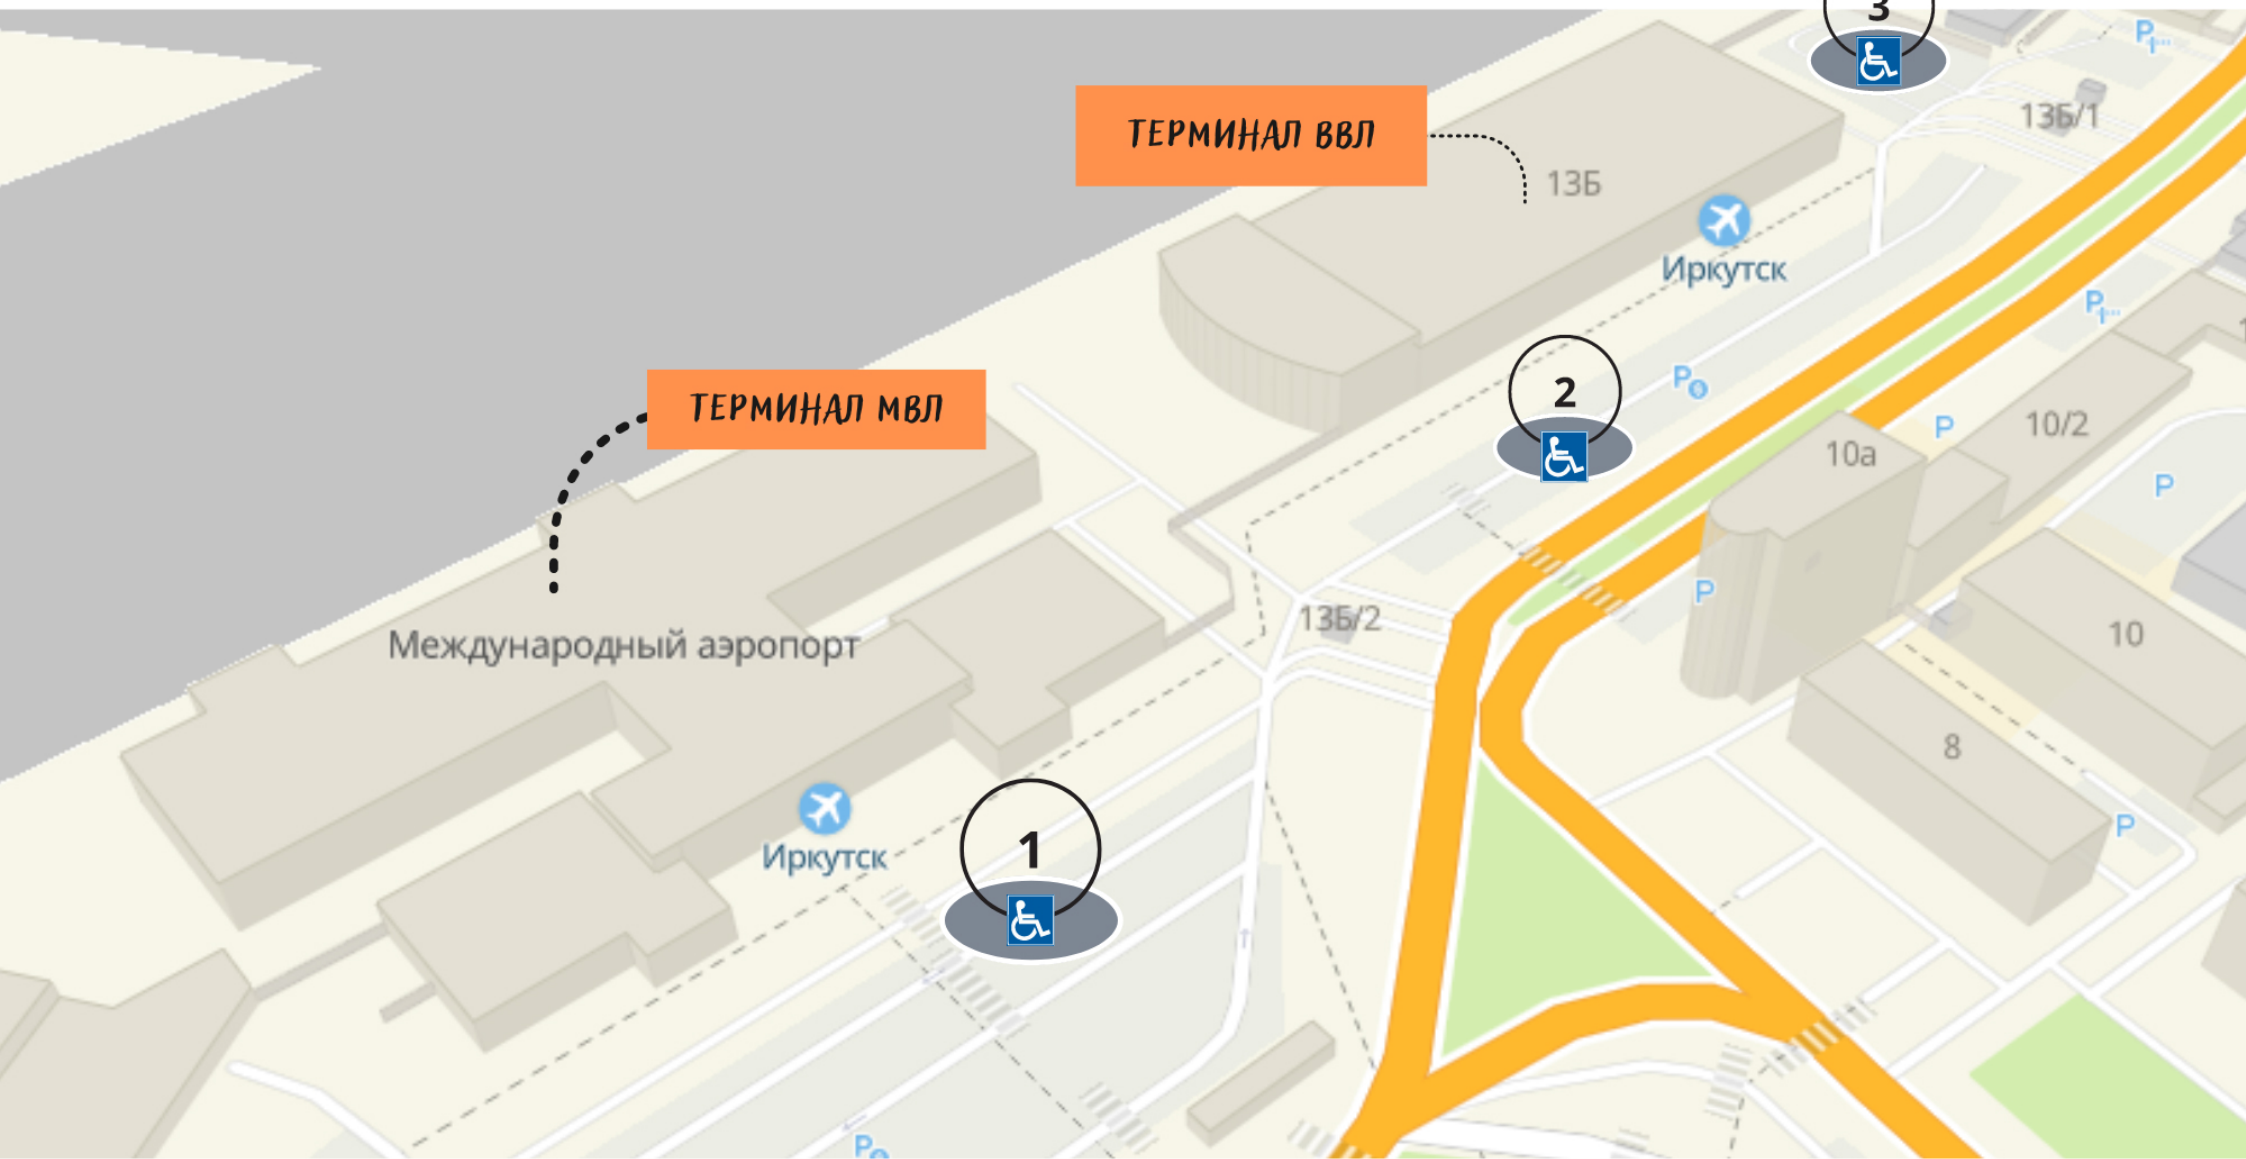 3
P
13Б/1
ТЕРМИНАЛ ВВЛ
13Б
Иркутск
P
2
P
ТЕРМИНАЛ МВЛ
P
10/2
10а
P
P
13Б/2
10
Международный аэропорт
8
P
1
Иркутск
P